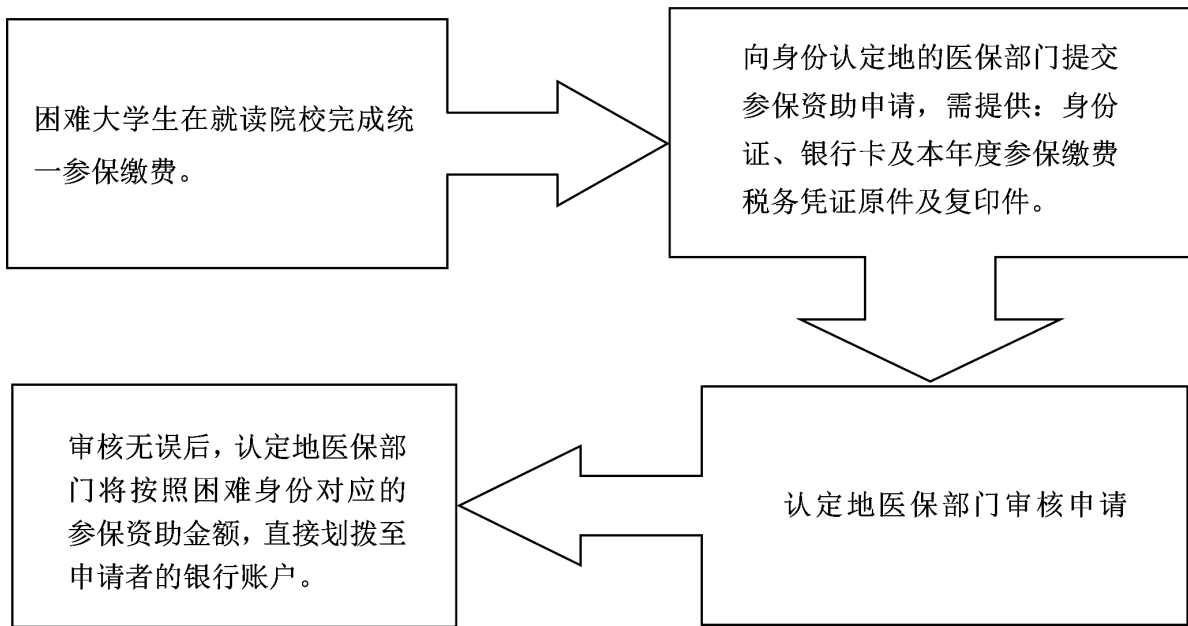 困难大学生在就读院校完成统
一参保缴费。
向身份认定地的医保部门提交
参保资助申请，需提供：身份
证、银行卡及本年度参保缴费
税务凭证原件及复印件。
认定地医保部门审核申请
审核无误后，认定地医保部
门将按照困难身份对应的
参保资助金额，直接划拨至
申请者的银行账户。